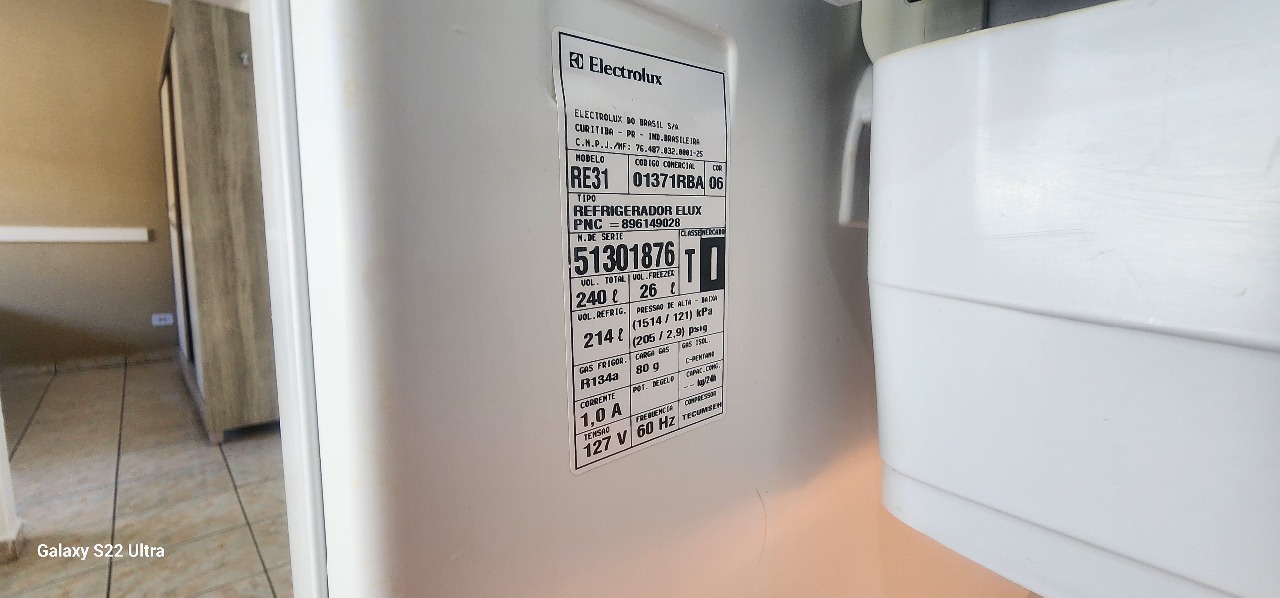 Electrolux
ELECTROLUX DO BRASIL S/A
CURITIBA - PR - IND.BRASILEIRA
C.N.P.J./MF: 76.487.032.0001-25
MODELO
RE31
CODIGO COMERCIAL
01371RBA
COR
06
TIPO
REFRIGERADOR ELUX
PNC = 896149028
N.DE SERIE
51301876
CLASSE
T
MERCADO
I
VOL. TOTAL
240 ℓ
VOL.FREEZER
26 ℓ
VOL.REFRIG.
214 ℓ
PRESSAO DE ALTA - BAIXA
(1514 / 121) kPa
(205 / 2,9) psig
GAS FRIGOR.
R134a
CARGA GAS
80 g
GAS ISOL.
C-PENTANO
CORRENTE
1,0 A
POT. DEGELO
CAPAC.CONG.
-- kg/24h
TENSAO
127 V
FREQUENCIA
60 Hz
COMPRESSOR
TECUMSEH
Galaxy S22 Ultra